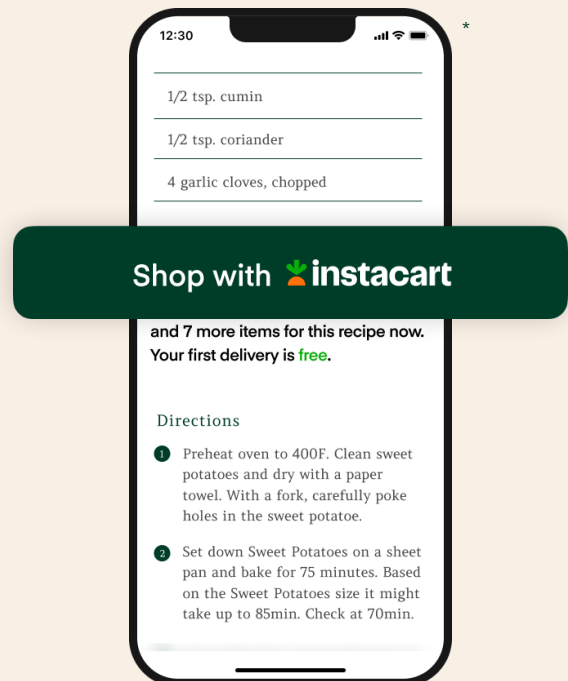 12:30
*
1/2 tsp. cumin
1/2 tsp. coriander
4 garlic cloves, chopped
Shop with instacart
and 7 more items for this recipe now.
Your first delivery is free.
Directions
1 Preheat oven to 400F. Clean sweet
potatoes and dry with a paper
towel. With a fork, carefully poke
holes in the sweet potatoe.
2 Set down Sweet Potatoes on a sheet
pan and bake for 75 minutes. Based
on the Sweet Potatoes size it might
take up to 85min. Check at 70min.